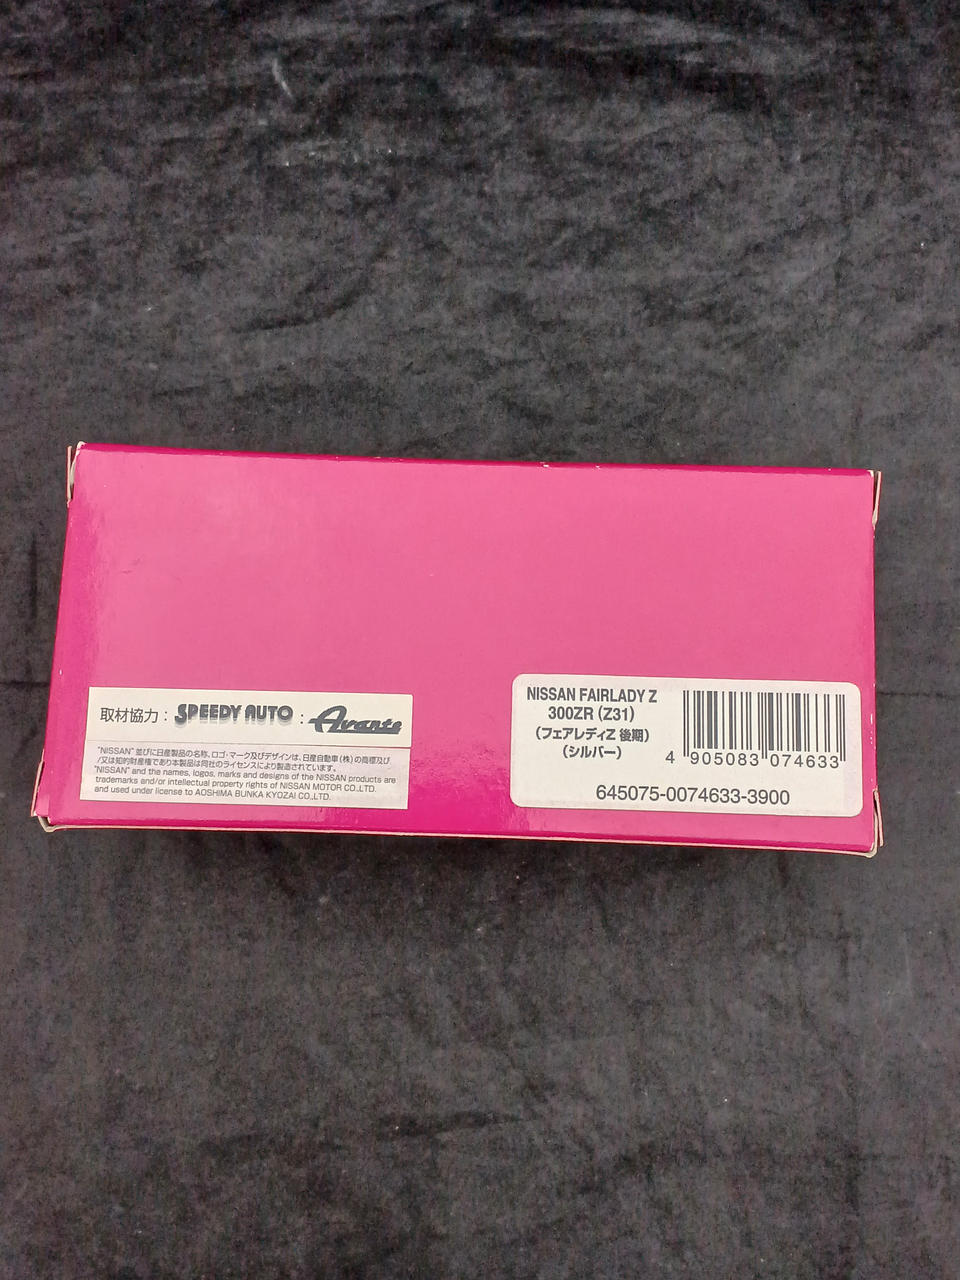 取材協力：SPEEDY AUTO : Avante
"NISSAN" 並びに日産製品の名称、ロゴ・マーク及びデザインは、日産自動車(株)の商標及び
/又は知的財産権であり本製品は同社のライセンスにより製造されています。
"NISSAN" and the names, logos, marks and designs of the NISSAN products are
trademarks and/or intellectual property rights of NISSAN MOTOR CO.,LTD.
and used under license to AOSHIMA BUNKA KYOZAI CO.,LTD.
NISSAN FAIRLADY Z
300ZR (Z31)
(フェアレディZ 後期)
(シルバー)
4 905083 074633
645075-0074633-3900